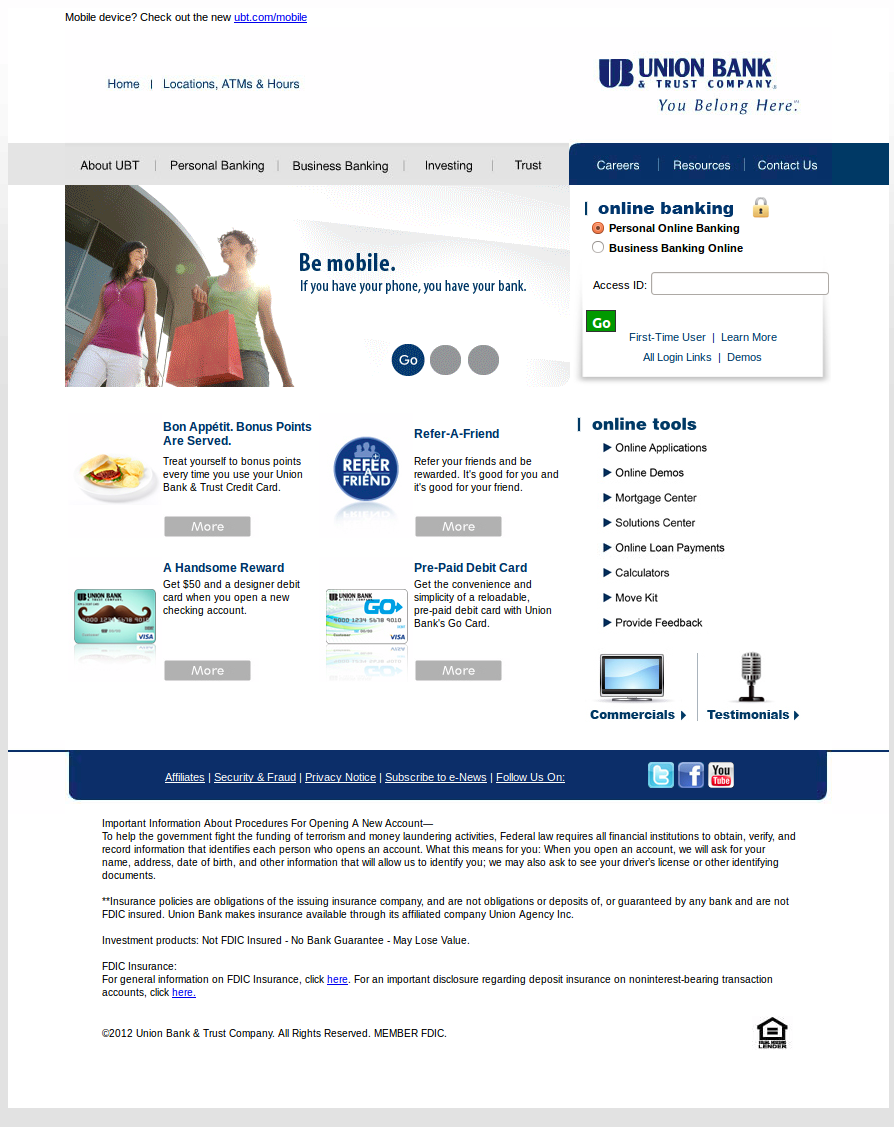 Mobile device? Check out the new ubt.com/mobile
UNION BANK
& TRUST COMPANY®
You Belong Here.
Home | Locations, ATMs & Hours
About UBT | Personal Banking | Business Banking | Investing | Trust
Careers | Resources | Contact Us
Be mobile.
If you have your phone, you have your bank.
Go
online banking
Personal Online Banking
Business Banking Online
Access ID:
Go
First-Time User | Learn More
All Login Links | Demos
Bon Appétit. Bonus Points
Are Served.
Treat yourself to bonus points
every time you use your Union
Bank & Trust Credit Card.
More
REFER
A
FRIEND
Refer-A-Friend
Refer your friends and be
rewarded. It's good for you and
it's good for your friend.
More
UNION BANK
& TRUST COMPANY
4000 1234 5678 9010
VISA
A Handsome Reward
Get $50 and a designer debit
card when you open a new
checking account.
More
UNION BANK
& TRUST COMPANY
GO
4000 1234 5678 9010
VISA
Pre-Paid Debit Card
Get the convenience and
simplicity of a reloadable,
pre-paid debit card with Union
Bank's Go Card.
More
online tools
Online Applications
Online Demos
Mortgage Center
Solutions Center
Online Loan Payments
Calculators
Move Kit
Provide Feedback
Commercials
Testimonials
Affiliates | Security & Fraud | Privacy Notice | Subscribe to e-News | Follow Us On:
t
f
You
Tube
Important Information About Procedures For Opening A New Account—
To help the government fight the funding of terrorism and money laundering activities, Federal law requires all financial institutions to obtain, verify, and
record information that identifies each person who opens an account. What this means for you: When you open an account, we will ask for your
name, address, date of birth, and other information that will allow us to identify you; we may also ask to see your driver's license or other identifying
documents.
**Insurance policies are obligations of the issuing insurance company, and are not obligations or deposits of, or guaranteed by any bank and are not
FDIC insured. Union Bank makes insurance available through its affiliated company Union Agency Inc.
Investment products: Not FDIC Insured - No Bank Guarantee - May Lose Value.
FDIC Insurance:
For general information on FDIC Insurance, click here. For an important disclosure regarding deposit insurance on noninterest-bearing transaction
accounts, click here.
©2012 Union Bank & Trust Company. All Rights Reserved. MEMBER FDIC.
EQUAL HOUSING
LENDER